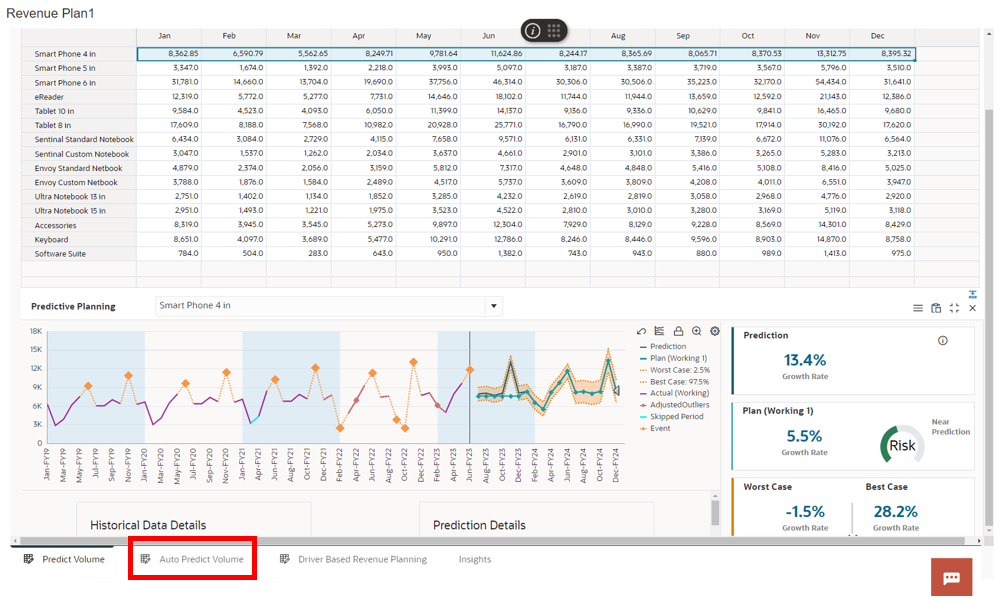 Revenue Plan1
Jan Feb Mar Apr May Jun Aug Sep Oct Nov Dec
Smart Phone 4 in 8,362.85 6,590.79 5,562.65 8,249.71 9,781.64 11,624.86 8,244.17 8,365.69 8,065.71 8,370.53 13,312.75 8,395.32
Smart Phone 5 in 3,347.0 1,674.0 1,392.0 2,218.0 3,993.0 5,097.0 3,187.0 3,387.0 3,719.0 3,567.0 5,796.0 3,510.0
Smart Phone 6 in 31,781.0 14,660.0 13,704.0 19,690.0 37,756.0 46,314.0 30,306.0 30,506.0 35,223.0 32,170.0 54,434.0 31,641.0
eReader 12,319.0 5,772.0 5,277.0 7,731.0 14,646.0 18,102.0 11,744.0 11,944.0 13,659.0 12,592.0 21,143.0 12,386.0
Tablet 10 in 9,584.0 4,523.0 4,093.0 6,050.0 11,399.0 14,137.0 9,136.0 9,336.0 10,629.0 9,841.0 16,465.0 9,680.0
Tablet 8 in 17,609.0 8,188.0 7,568.0 10,982.0 20,928.0 25,771.0 16,790.0 16,990.0 19,521.0 17,914.0 30,192.0 17,620.0
Sentinal Standard Notebook 6,434.0 3,084.0 2,729.0 4,115.0 7,658.0 9,571.0 6,131.0 6,331.0 7,139.0 6,672.0 11,076.0 6,564.0
Sentinal Custom Notebook 3,047.0 1,537.0 1,262.0 2,034.0 3,637.0 4,661.0 2,901.0 3,101.0 3,386.0 3,265.0 5,283.0 3,213.0
Envoy Standard Netbook 4,879.0 2,374.0 2,056.0 3,159.0 5,812.0 7,317.0 4,648.0 4,848.0 5,416.0 5,108.0 8,416.0 5,025.0
Envoy Custom Netbook 3,788.0 1,876.0 1,584.0 2,489.0 4,517.0 5,737.0 3,609.0 3,809.0 4,208.0 4,011.0 6,551.0 3,947.0
Ultra Notebook 13 in 2,751.0 1,402.0 1,134.0 1,852.0 3,285.0 4,232.0 2,619.0 2,819.0 3,058.0 2,968.0 4,776.0 2,920.0
Ultra Notebook 15 in 2,951.0 1,493.0 1,221.0 1,975.0 3,523.0 4,522.0 2,810.0 3,010.0 3,280.0 3,169.0 5,119.0 3,118.0
Accessories 8,319.0 3,945.0 3,545.0 5,273.0 9,897.0 12,304.0 7,929.0 8,129.0 9,228.0 8,569.0 14,301.0 8,429.0
Keyboard 8,651.0 4,097.0 3,689.0 5,477.0 10,291.0 12,786.0 8,246.0 8,446.0 9,596.0 8,903.0 14,870.0 8,758.0
Software Suite 784.0 504.0 283.0 643.0 950.0 1,382.0 743.0 943.0 880.0 989.0 1,413.0 975.0
Predictive Planning Smart Phone 4 in
18K
15K
12K
9K
6K
3K
0
Jan-FY19 Mar-FY19 May-FY19 Jul-FY19 Sep-FY19 Nov-FY19 Jan-FY20 Mar-FY20 May-FY20 Jul-FY20 Sep-FY20 Nov-FY20 Jan-FY21 Apr-FY21 Jun-FY21 Aug-FY21 Oct-FY21 Dec-FY21 Feb-FY22 Apr-FY22 Jun-FY22 Aug-FY22 Oct-FY22 Dec-FY22 Feb-FY23 Apr-FY23 Jun-FY23 Aug-FY23 Oct-FY23 Dec-FY23 Feb-FY24 Apr-FY24 Jun-FY24 Aug-FY24 Oct-FY24 Dec-FY24
Prediction
Plan (Working 1)
Worst Case: 2.5%
Best Case: 97.5%
Actual (Working)
AdjustedOutliers
Skipped Period
Event
Prediction
13.4%
Growth Rate
Plan (Working 1)
5.5%
Growth Rate
Risk
Near
Prediction
Worst Case Best Case
-1.5% 28.2%
Growth Rate Growth Rate
Historical Data Details Prediction Details
Predict Volume Auto Predict Volume Driver Based Revenue Planning Insights